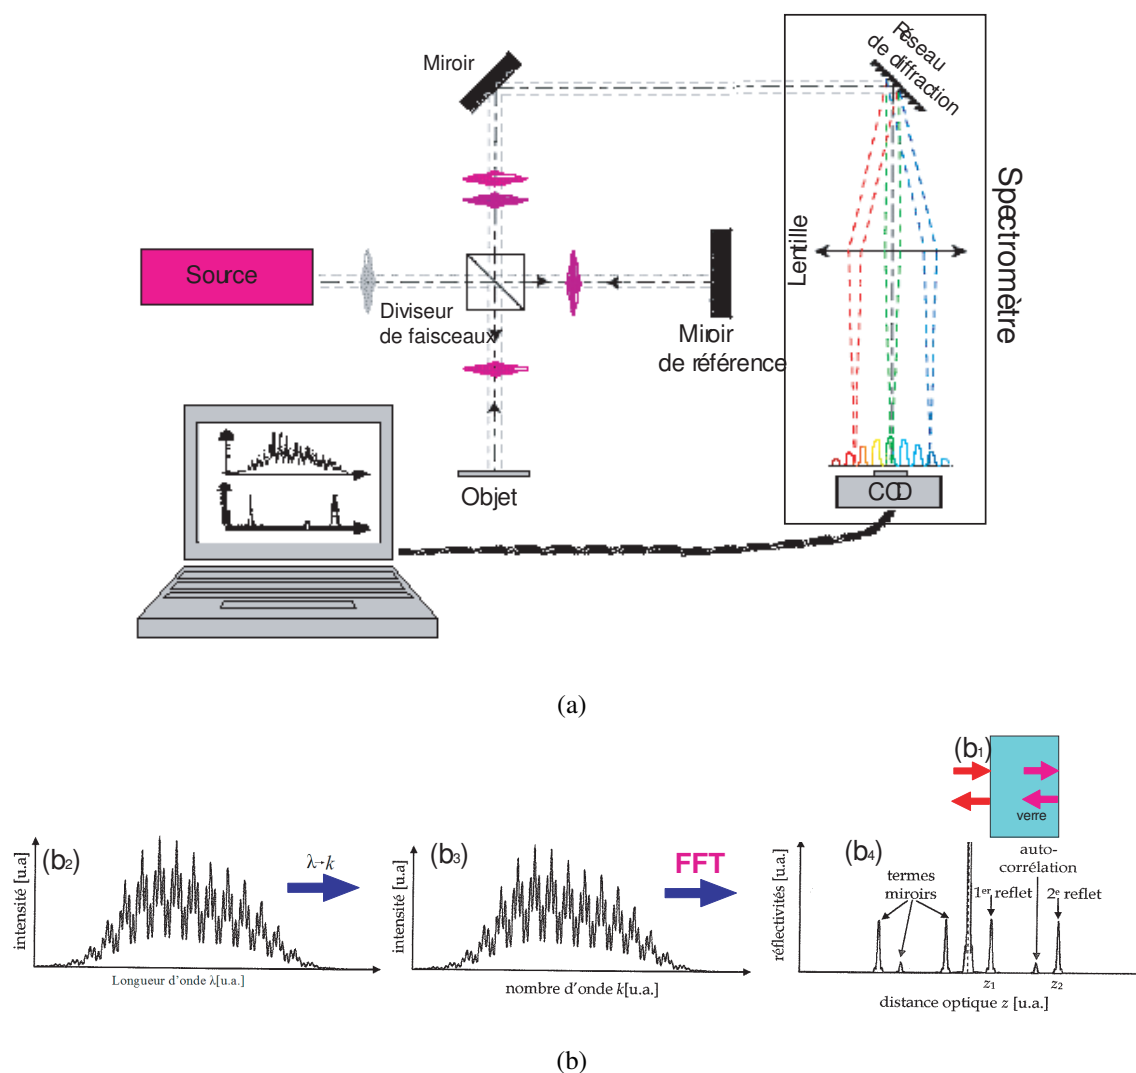 Miroir
Réseau
de diffraction
Spectromètre
Lentille
Source
Diviseur
de faisceaux
Miroir
de référence
Objet
CCD
(a)
(b1)
verre
(b2)
intensité [u.a]
Longueur d'onde λ[u.a.]
λ→k
(b3)
intensité [u.a]
nombre d'onde k[u.a.]
FFT
(b4)
réflectivités [u.a.]
termes
miroirs
1er reflet
auto-
corrélation
2e reflet
z1
z2
distance optique z [u.a.]
(b)